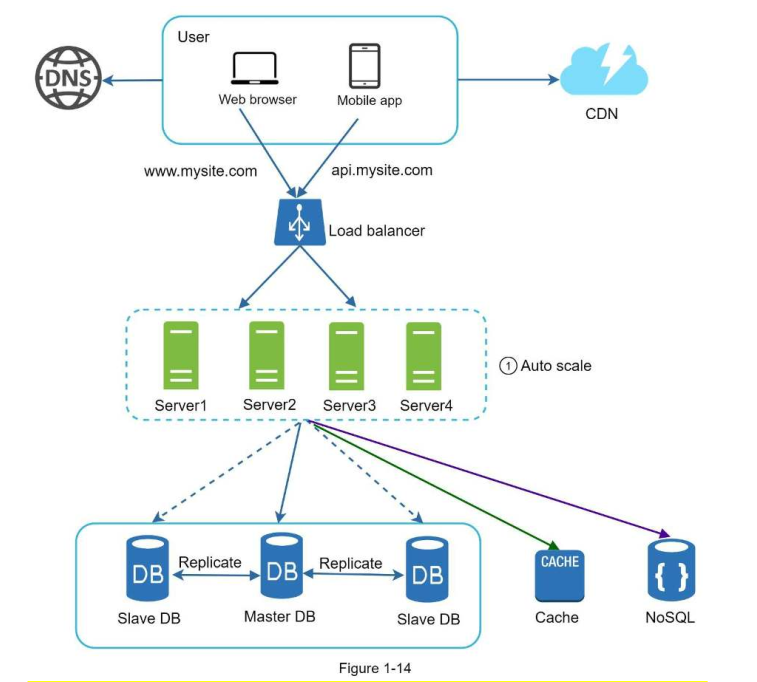 User
DNS
Web browser
Mobile app
CDN
www.mysite.com
api.mysite.com
Load balancer
Server1
Server2
Server3
Server4
1 Auto scale
DB
Replicate
DB
Replicate
DB
CACHE
{ }
Slave DB
Master DB
Slave DB
Cache
NoSQL
Figure 1-14